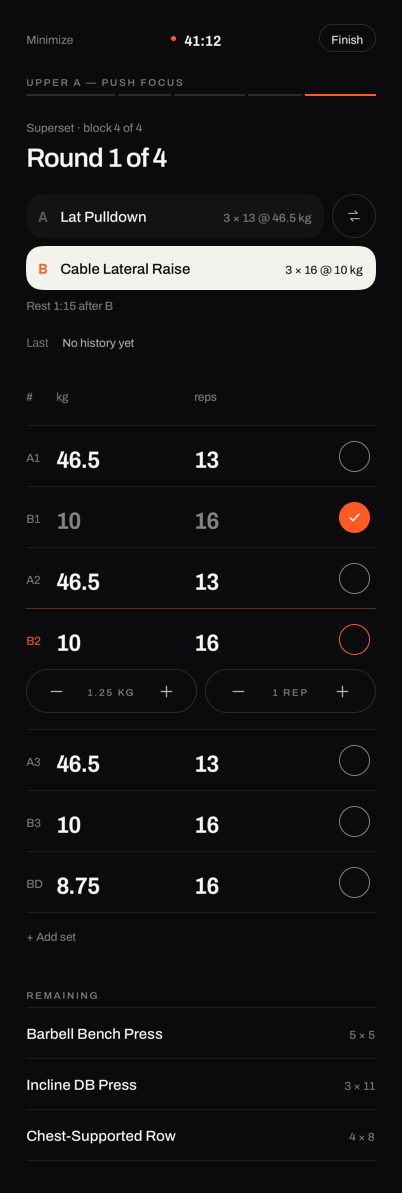 Minimize 41:12 Finish
UPPER A — PUSH FOCUS
Superset · block 4 of 4
Round 1 of 4
A Lat Pulldown 3 × 13 @ 46.5 kg
B Cable Lateral Raise 3 × 16 @ 10 kg
Rest 1:15 after B
Last No history yet
# kg reps
A1 46.5 13
B1 10 16
A2 46.5 13
B2 10 16
− 1.25 KG + − 1 REP +
A3 46.5 13
B3 10 16
BD 8.75 16
+ Add set
REMAINING
Barbell Bench Press 5 × 5
Incline DB Press 3 × 11
Chest-Supported Row 4 × 8